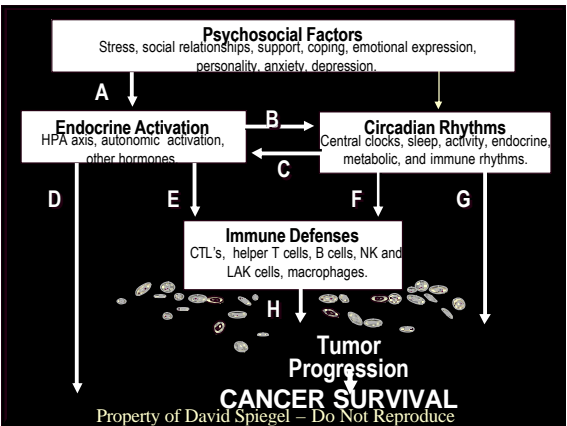 Psychosocial Factors
Stress, social relationships, support, coping, emotional expression,
personality, anxiety, depression.
A
B
Endocrine Activation
HPA axis, autonomic activation,
other hormones
Circadian Rhythms
Central clocks, sleep, activity, endocrine,
metabolic, and immune rhythms.
C
D
E
F
G
Immune Defenses
CTL's, helper T cells, B cells, NK and
LAK cells, macrophages.
H
Tumor
Progression
CANCER SURVIVAL
Property of David Spiegel – Do Not Reproduce